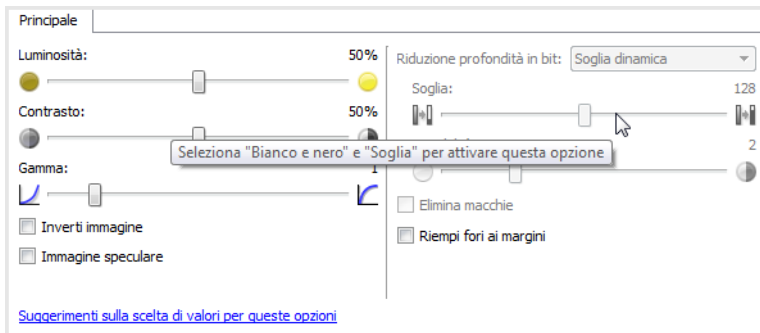 Principale
Luminosità: 50%
Contrasto: 50%
Gamma: 1
Inverti immagine
Immagine speculare
Suggerimenti sulla scelta di valori per queste opzioni
Riduzione profondità in bit: Soglia dinamica
Soglia: 128
Seleziona "Bianco e nero" e "Soglia" per attivare questa opzione
2
Elimina macchie
Riempi fori ai margini